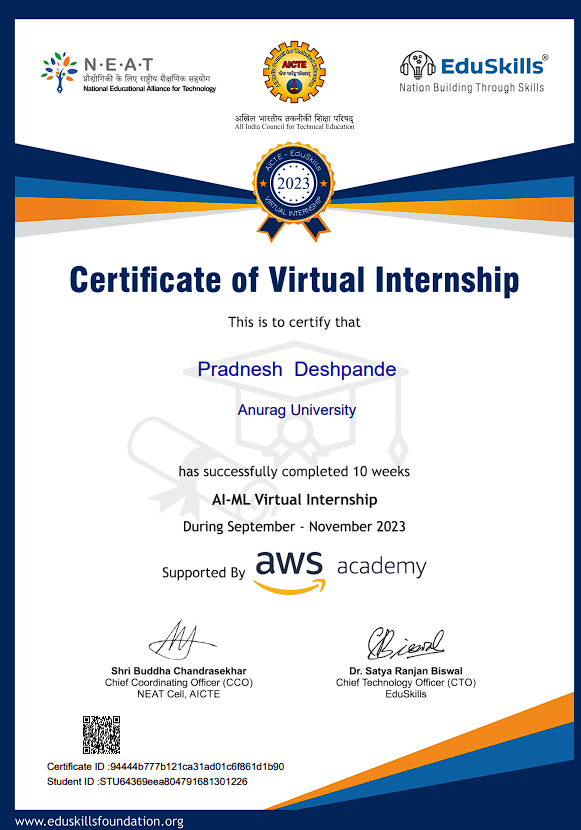 N·E·A·T
प्रौद्योगिकी के लिए राष्ट्रीय शैक्षणिक सहयोग
National Educational Alliance for Technology
AICTE
अखिल भारतीय तकनीकी शिक्षा परिषद्
All India Council for Technical Education
EduSkills®
Nation Building Through Skills
AICTE - EduSkills
2023
VIRTUAL INTERNSHIP
Certificate of Virtual Internship
This is to certify that
Pradnesh Deshpande
Anurag University
has successfully completed 10 weeks
AI-ML Virtual Internship
During September - November 2023
Supported By aws academy
Shri Buddha Chandrasekhar
Chief Coordinating Officer (CCO)
NEAT Cell, AICTE
Dr. Satya Ranjan Biswal
Chief Technology Officer (CTO)
EduSkills
Certificate ID :94444b777b121ca31ad01c6f861d1b90
Student ID :STU64369eea804791681301226
www.eduskillsfoundation.org